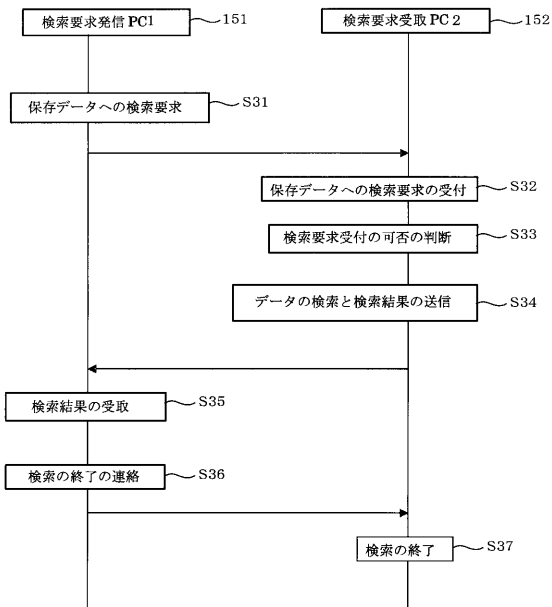 検索要求発信PC1
151
検索要求受取PC2
152
保存データへの検索要求
S31
保存データへの検索要求の受付
S32
検索要求受付の可否の判断
S33
データの検索と検索結果の送信
S34
検索結果の受取
S35
検索の終了の連絡
S36
検索の終了
S37